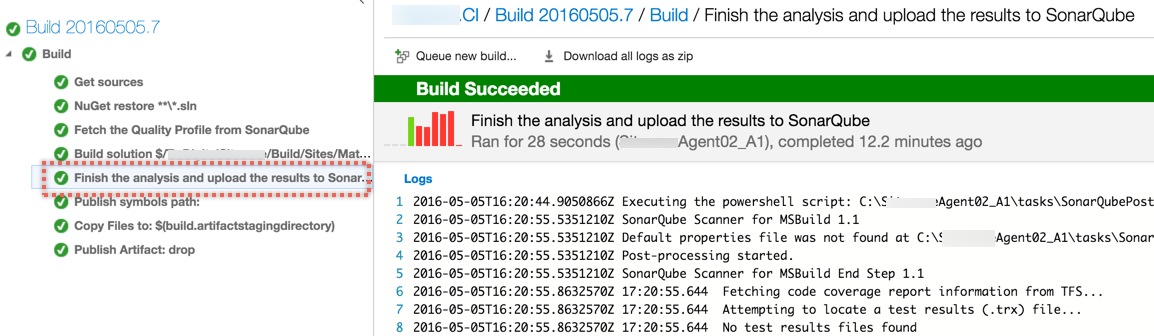 Build 20160505.7
Build
Get sources
NuGet restore **\*.sln
Fetch the Quality Profile from SonarQube
Build solution $/ /Build/Sites/Mat...
Finish the analysis and upload the results to Sonar...
Publish symbols path:
Copy Files to: $(build.artifactstagingdirectory)
Publish Artifact: drop
.CI / Build 20160505.7 / Build / Finish the analysis and upload the results to SonarQube
Queue new build... Download all logs as zip
Build Succeeded
Finish the analysis and upload the results to SonarQube
Ran for 28 seconds ( Agent02_A1), completed 12.2 minutes ago
Logs
1 2016-05-05T16:20:44.9050866Z Executing the powershell script: C:\S eAgent02_A1\tasks\SonarQubePost
2 2016-05-05T16:20:55.5351210Z SonarQube Scanner for MSBuild 1.1
3 2016-05-05T16:20:55.5351210Z Default properties file was not found at C:\ Agent02_A1\tasks\Sonar
4 2016-05-05T16:20:55.5351210Z Post-processing started.
5 2016-05-05T16:20:55.5351210Z SonarQube Scanner for MSBuild End Step 1.1
6 2016-05-05T16:20:55.8632570Z 17:20:55.644 Fetching code coverage report information from TFS...
7 2016-05-05T16:20:55.8632570Z 17:20:55.644 Attempting to locate a test results (.trx) file...
8 2016-05-05T16:20:55.8632570Z 17:20:55.644 No test results files found